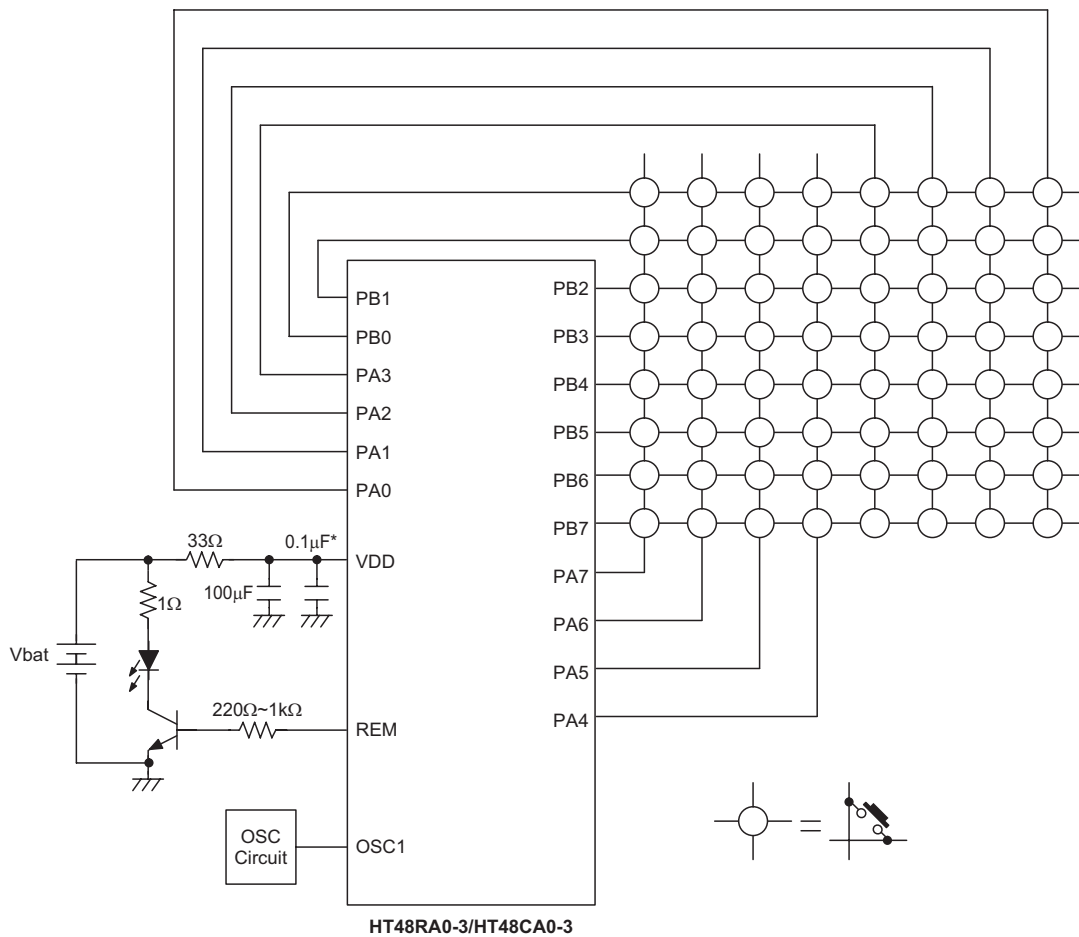 PB1
PB0
PA3
PA2
PA1
PA0
VDD
REM
OSC1
PB2
PB3
PB4
PB5
PB6
PB7
PA7
PA6
PA5
PA4
33Ω
0.1μF*
100μF
1Ω
Vbat
220Ω~1kΩ
OSC
Circuit
HT48RA0-3/HT48CA0-3